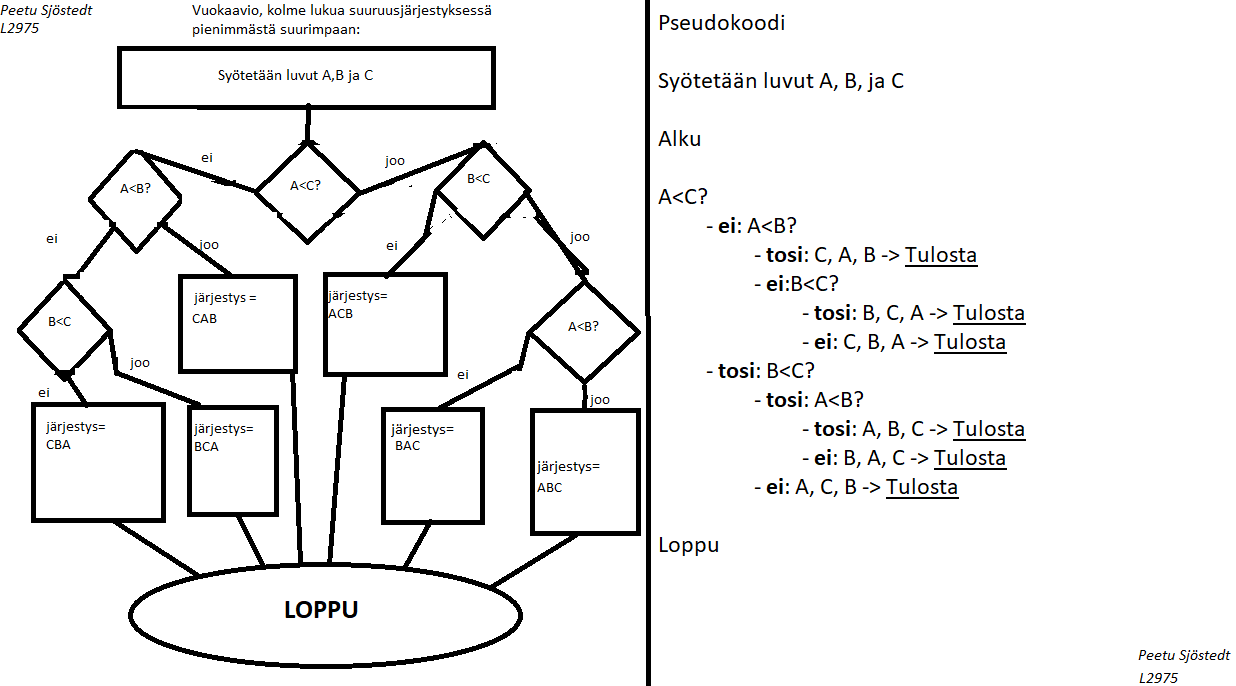 Peetu Sjöstedt
L2975
Vuokaavio, kolme lukua suuruusjärjestyksessä
pienimmästä suurimpaan:
Syötetään luvut A,B ja C
ei
joo
A<B?
A<C?
B<C
ei
joo
ei
joo
järjestys =
CAB
järjestys=
ACB
B<C
A<B?
ei
joo
ei
joo
järjestys=
CBA
järjestys=
BCA
järjestys=
BAC
järjestys=
ABC
LOPPU
Pseudokoodi
Syötetään luvut A, B, ja C
Alku
A<C?
- ei: A<B?
- tosi: C, A, B -> Tulosta
- ei:B<C?
- tosi: B, C, A -> Tulosta
- ei: C, B, A -> Tulosta
- tosi: B<C?
- tosi: A<B?
- tosi: A, B, C -> Tulosta
- ei: B, A, C -> Tulosta
- ei: A, C, B -> Tulosta
Loppu
Peetu Sjöstedt
L2975